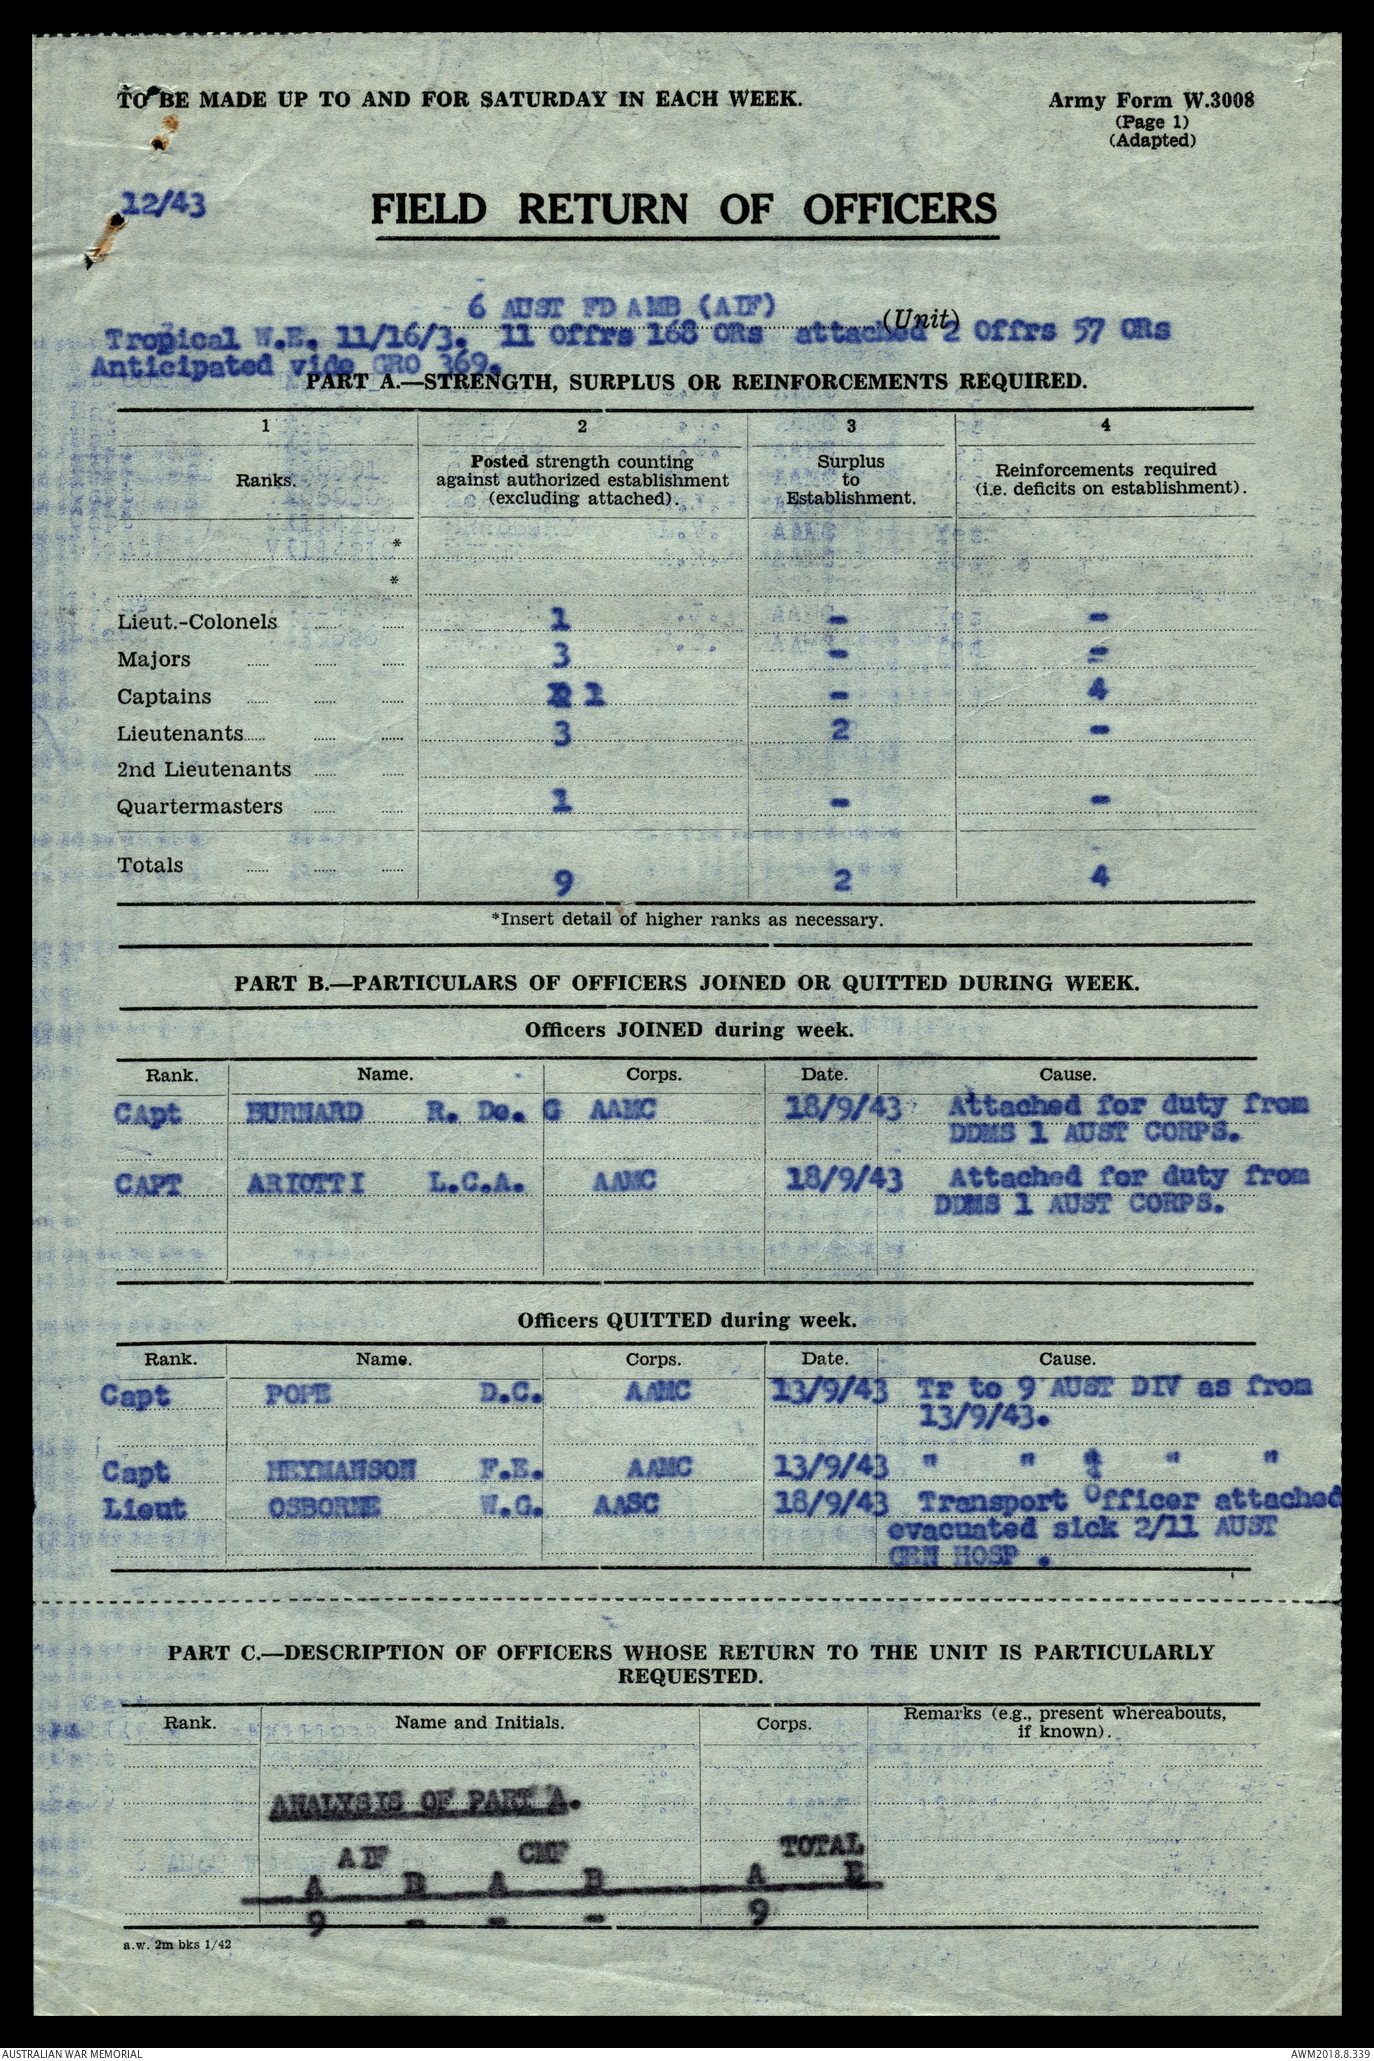 TO BE MADE UP TO AND FOR SATURDAY IN EACH WEEK.
Army Form W.3008
(Page 1)
(Adapted)
12/43
FIELD RETURN OF OFFICERS
6 AUST FD AMB (AIF)
(Unit)
Tropical W.E. 11/16/3. 11 Offrs 168 ORs attached 2 Offrs 57 ORs
Anticipated vide GRO 369.
PART A.—STRENGTH, SURPLUS OR REINFORCEMENTS REQUIRED.
1 2 3 4
Ranks. Posted strength counting against authorized establishment (excluding attached). Surplus to Establishment. Reinforcements required (i.e. deficits on establishment).
*
*
Lieut.-Colonels ...... ...... 1 - -
Majors ...... ...... ...... 3 - -
Captains ...... ...... 1 - 4
Lieutenants...... ...... ...... 3 2 -
2nd Lieutenants ...... ......
Quartermasters ...... ...... 1 - -
Totals ...... ...... ...... 9 2 4
*Insert detail of higher ranks as necessary.
PART B.—PARTICULARS OF OFFICERS JOINED OR QUITTED DURING WEEK.
Officers JOINED during week.
Rank. Name. Corps. Date. Cause.
CApt BURNARD R. De. G AAMC 18/9/43 Attached for duty from
DDMS 1 AUST CORPS.
CAPT ARIOTTI L.C.A. AAMC 18/9/43 Attached for duty from
DDMS 1 AUST CORPS.
Officers QUITTED during week.
Rank. Name. Corps. Date. Cause.
Capt POPE D.C. AAMC 13/9/43 Tr to 9 AUST DIV as from
13/9/43.
Capt HEYMANSON F.E. AAMC 13/9/43 " " " " "
Lieut OSBORNE W.G. AASC 18/9/43 Transport Officer attached
evacuated sick 2/11 AUST
GEN HOSP .
PART C.—DESCRIPTION OF OFFICERS WHOSE RETURN TO THE UNIT IS PARTICULARLY
REQUESTED.
Rank. Name and Initials. Corps. Remarks (e.g., present whereabouts, if known).
ANALYSIS OF PART A.
AIF CMF TOTAL
A B A B A B
9 - - - 9
a.w. 2m bks 1/42
AUSTRALIAN WAR MEMORIAL
AWM2018.8.339